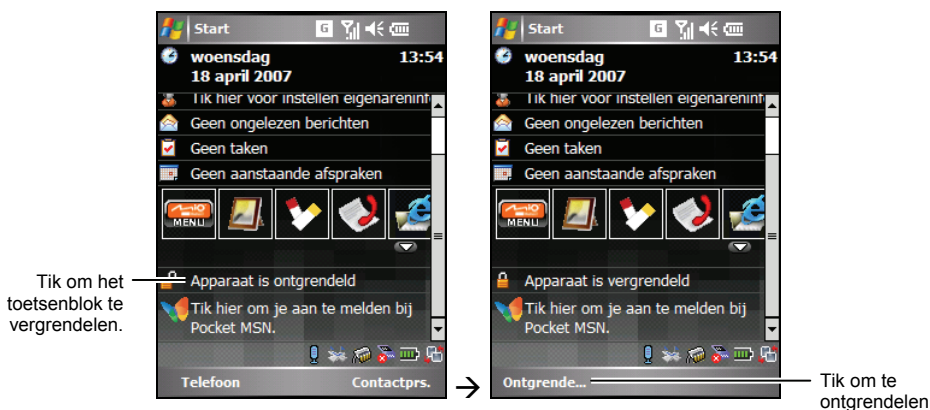 Start G
woensdag 13:54
18 april 2007
Tik hier voor instellen eigenareninf
Geen ongelezen berichten
Geen taken
Geen aanstaande afspraken
Mio
MENU
Apparaat is ontgrendeld
Tik hier om je aan te melden bij
Pocket MSN.
Telefoon Contactprs.
Tik om het
toetsenblok te
vergrendelen.
→
Start G
woensdag 13:54
18 april 2007
Tik hier voor instellen eigenareninf
Geen ongelezen berichten
Geen taken
Geen aanstaande afspraken
Mio
MENU
Apparaat is vergrendeld
Tik hier om je aan te melden bij
Pocket MSN.
Ontgrende...
Tik om te
ontgrendelen